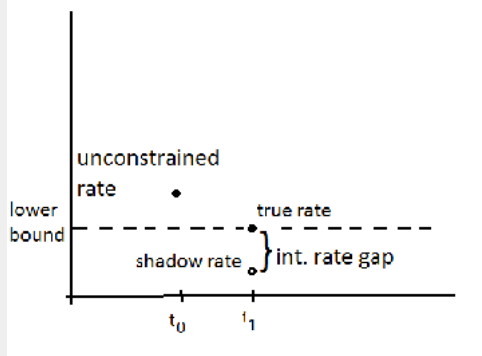 unconstrained
rate
lower
bound
true rate
shadow rate
int. rate gap
t0
t1